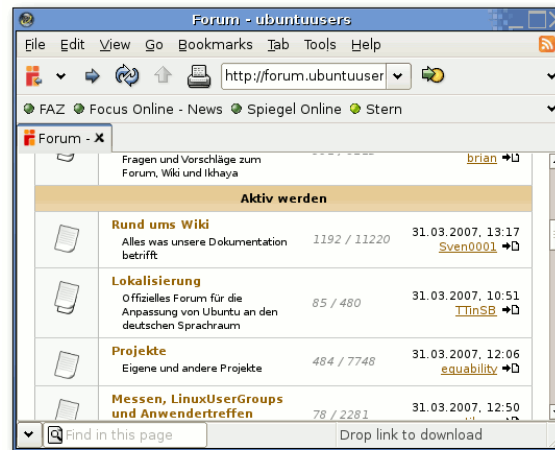 Forum - ubuntuusers
File Edit View Go Bookmarks Tab Tools Help
http://forum.ubuntuuser
FAZ Focus Online - News Spiegel Online Stern
Forum - X
Fragen und Vorschläge zum
Forum, Wiki und Ikhaya
brian
Aktiv werden
Rund ums Wiki
Alles was unsere Dokumentation
betrifft
1192 / 11220
31.03.2007, 13:17
Sven0001
Lokalisierung
Offizielles Forum für die
Anpassung von Ubuntu an den
deutschen Sprachraum
85 / 480
31.03.2007, 10:51
TTinSB
Projekte
Eigene und andere Projekte
484 / 7748
31.03.2007, 12:06
equability
Messen, LinuxUserGroups
und Anwendertreffen
78 / 2281
31.03.2007, 12:50
Find in this page
Drop link to download